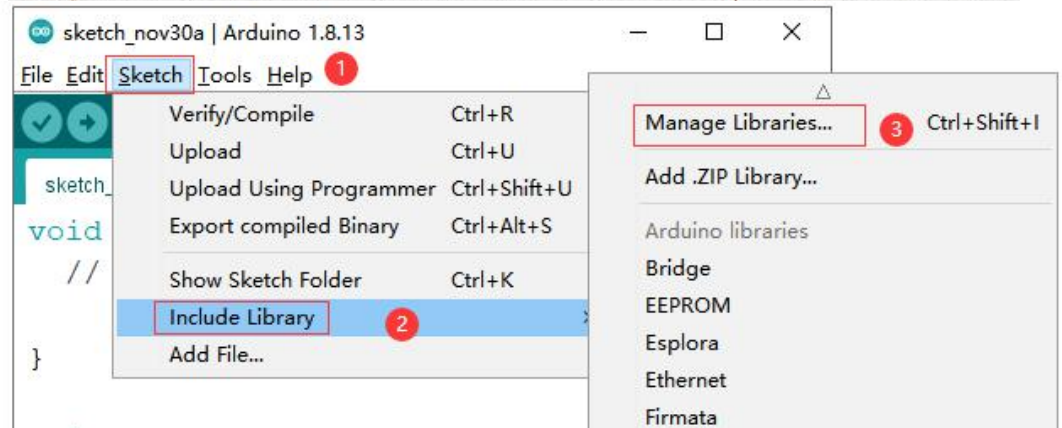 sketch_nov30a | Arduino 1.8.13
File Edit Sketch Tools Help 1
Verify/Compile Ctrl+R
Upload Ctrl+U
Upload Using Programmer Ctrl+Shift+U
Export compiled Binary Ctrl+Alt+S
Show Sketch Folder Ctrl+K
Include Library 2
Add File...
sketch_
void
//
}
Manage Libraries... 3 Ctrl+Shift+I
Add .ZIP Library...
Arduino libraries
Bridge
EEPROM
Esplora
Ethernet
Firmata